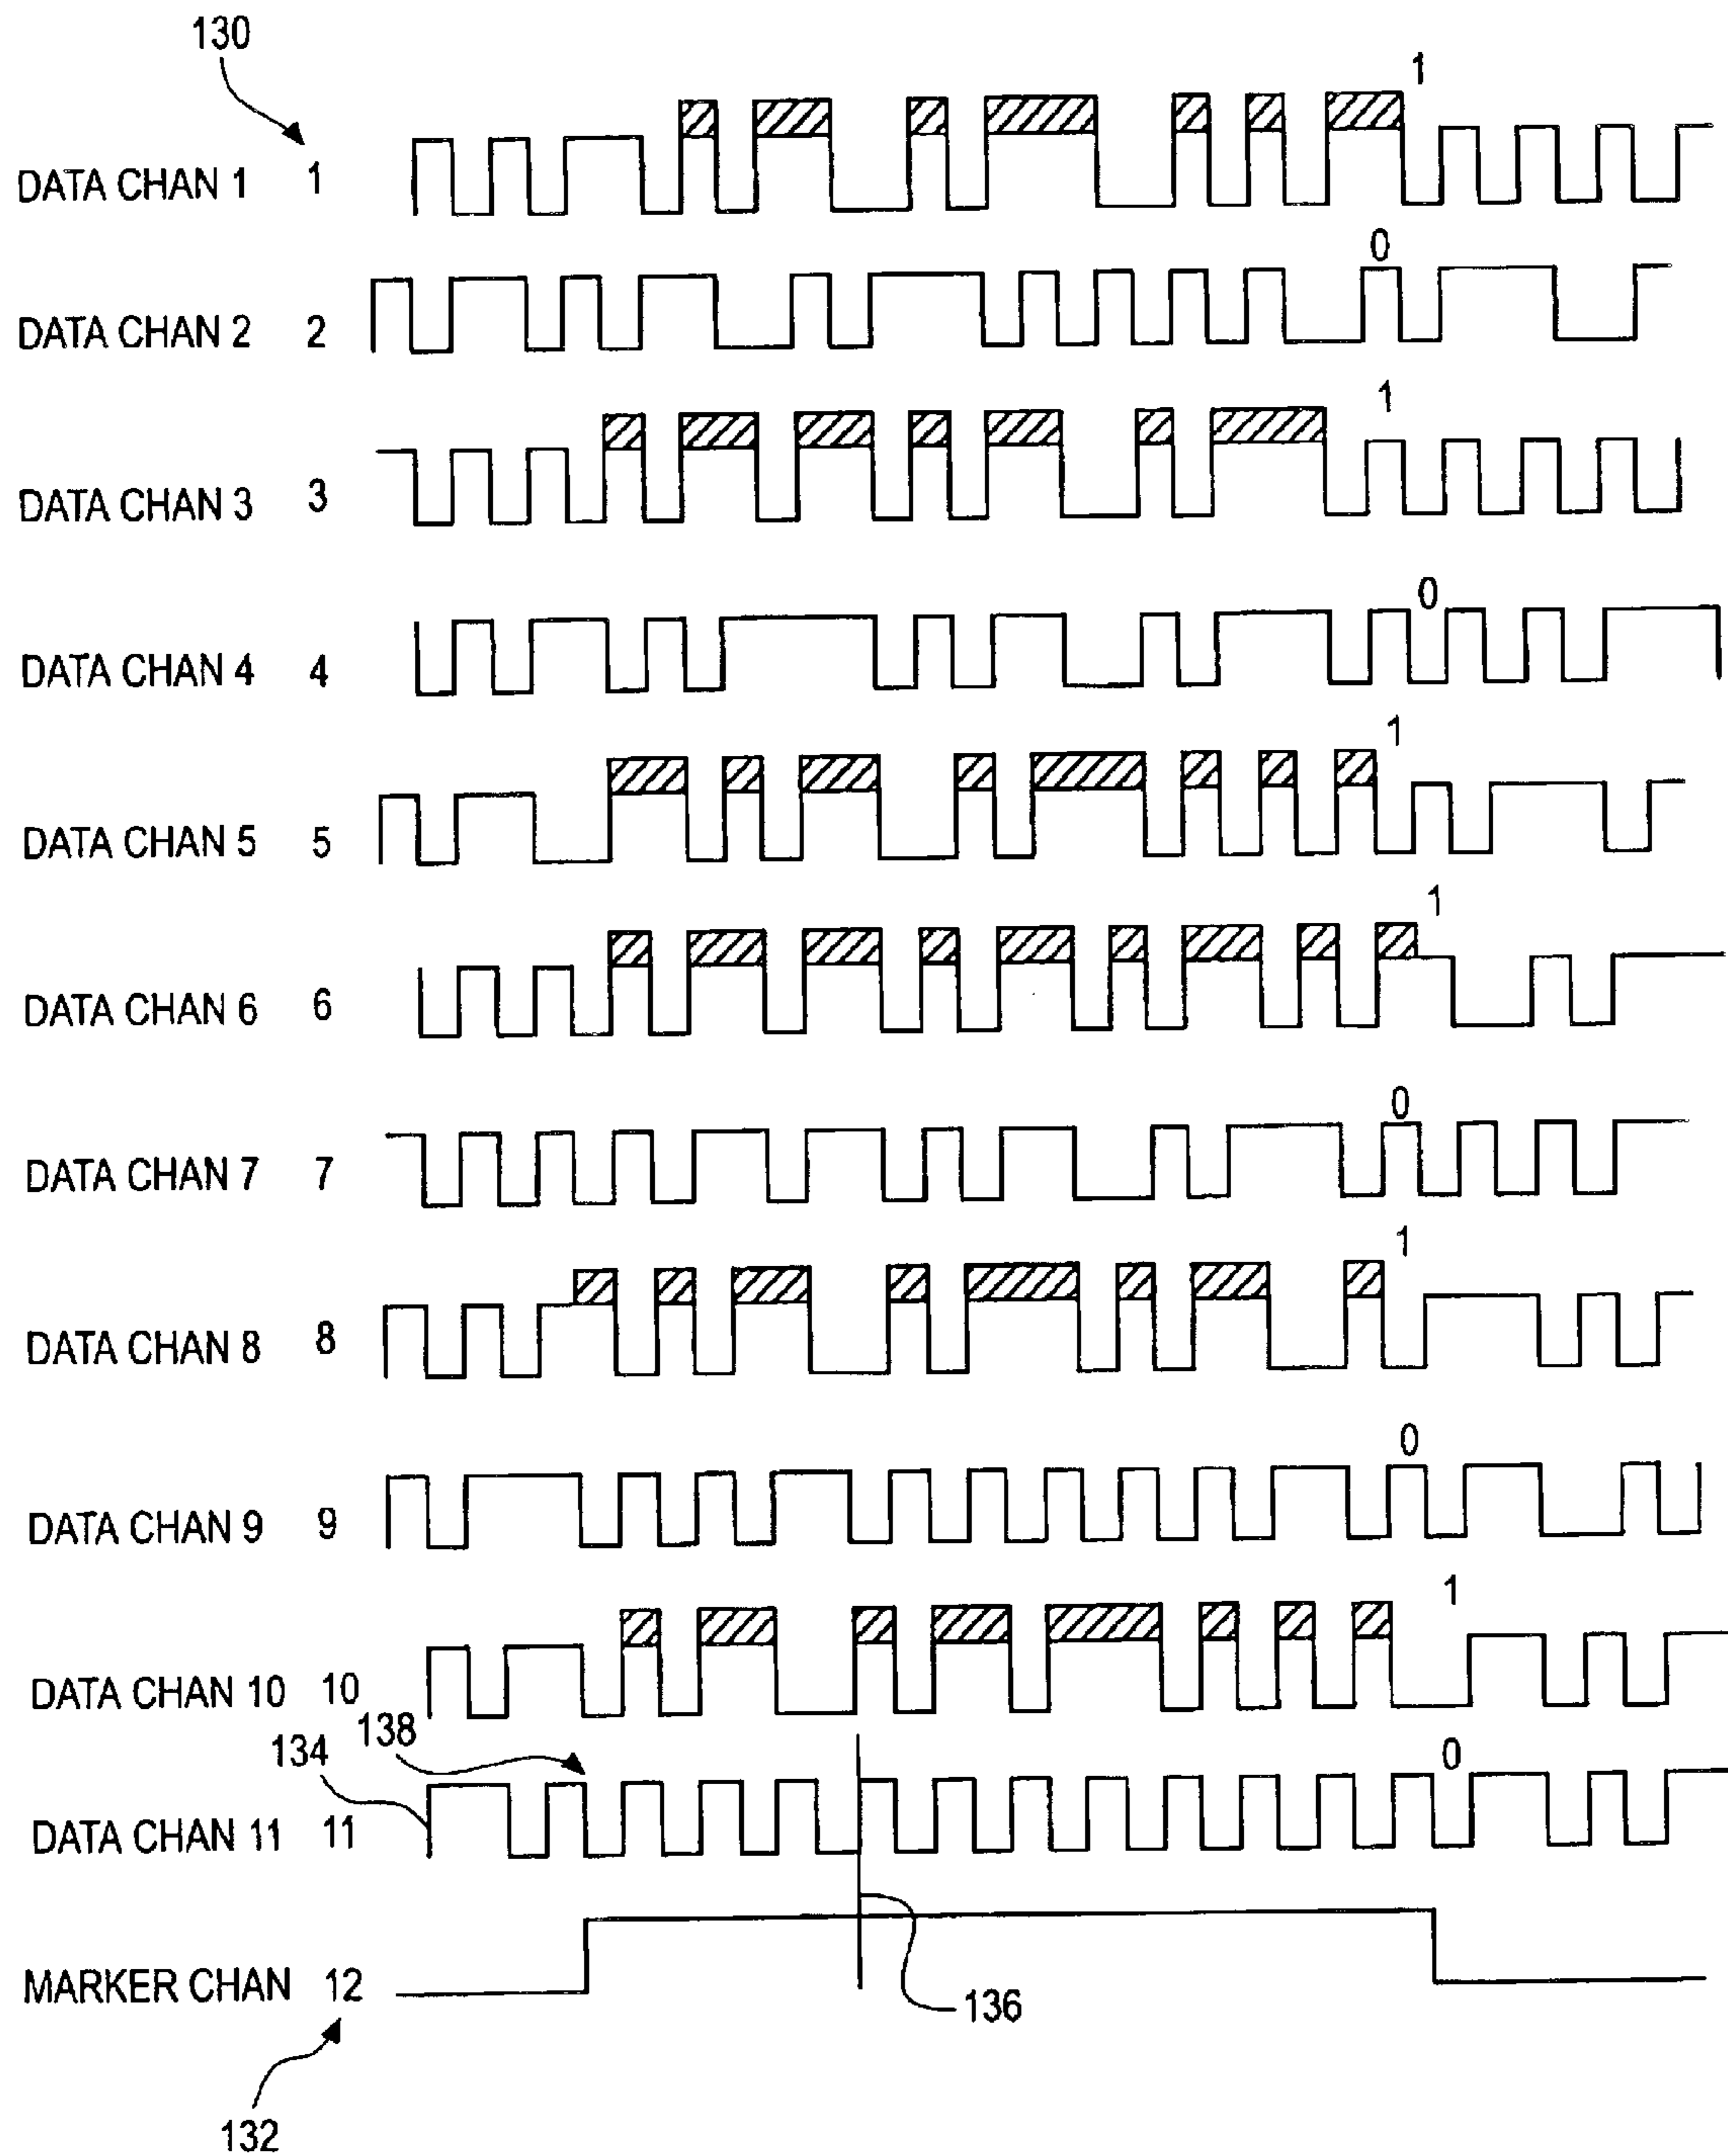 130
1
DATA CHAN 1 1
0
DATA CHAN 2 2
1
DATA CHAN 3 3
0
DATA CHAN 4 4
1
DATA CHAN 5 5
1
DATA CHAN 6 6
0
DATA CHAN 7 7
1
DATA CHAN 8 8
0
DATA CHAN 9 9
1
DATA CHAN 10 10
138
134
0
DATA CHAN 11 11
MARKER CHAN 12
136
132